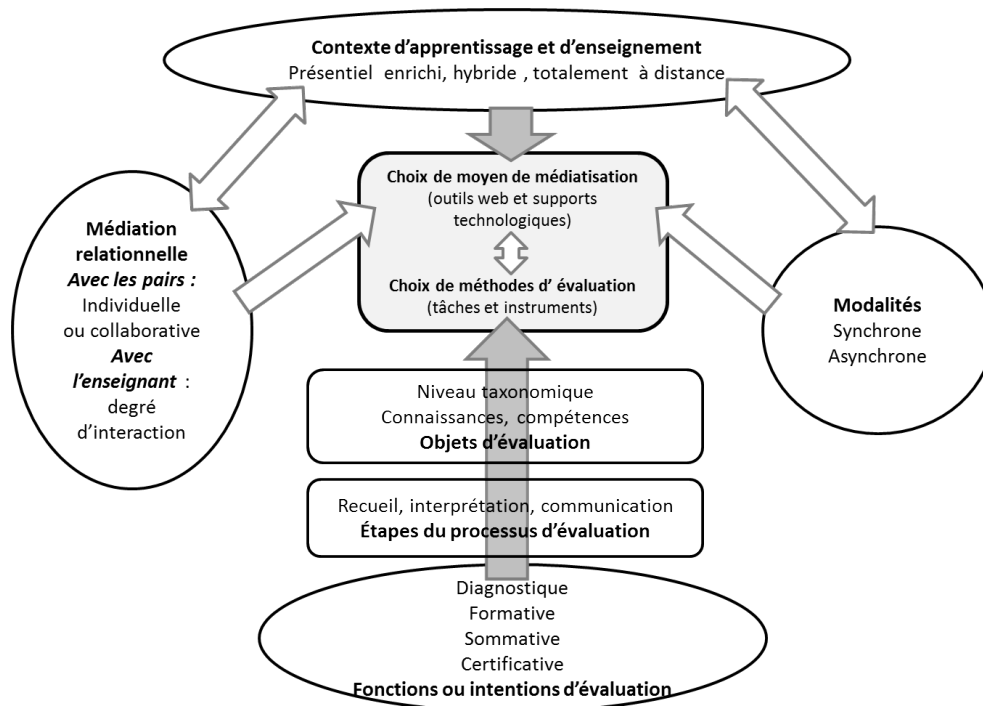 Contexte d'apprentissage et d'enseignement
Présentiel enrichi, hybride , totalement à distance
Choix de moyen de médiatisation
(outils web et supports
technologiques)
Choix de méthodes d' évaluation
(tâches et instruments)
Médiation
relationnelle
Avec les pairs :
Individuelle
ou collaborative
Avec
l'enseignant :
degré
d'interaction
Modalités
Synchrone
Asynchrone
Niveau taxonomique
Connaissances, compétences
Objets d'évaluation
Recueil, interprétation, communication
Étapes du processus d'évaluation
Diagnostique
Formative
Sommative
Certificative
Fonctions ou intentions d'évaluation